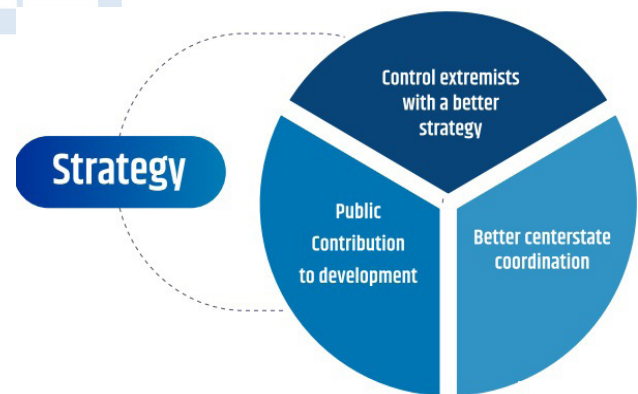 Strategy
Control extremists
with a better
strategy
Public
Contribution
to development
Better centerstate
coordination